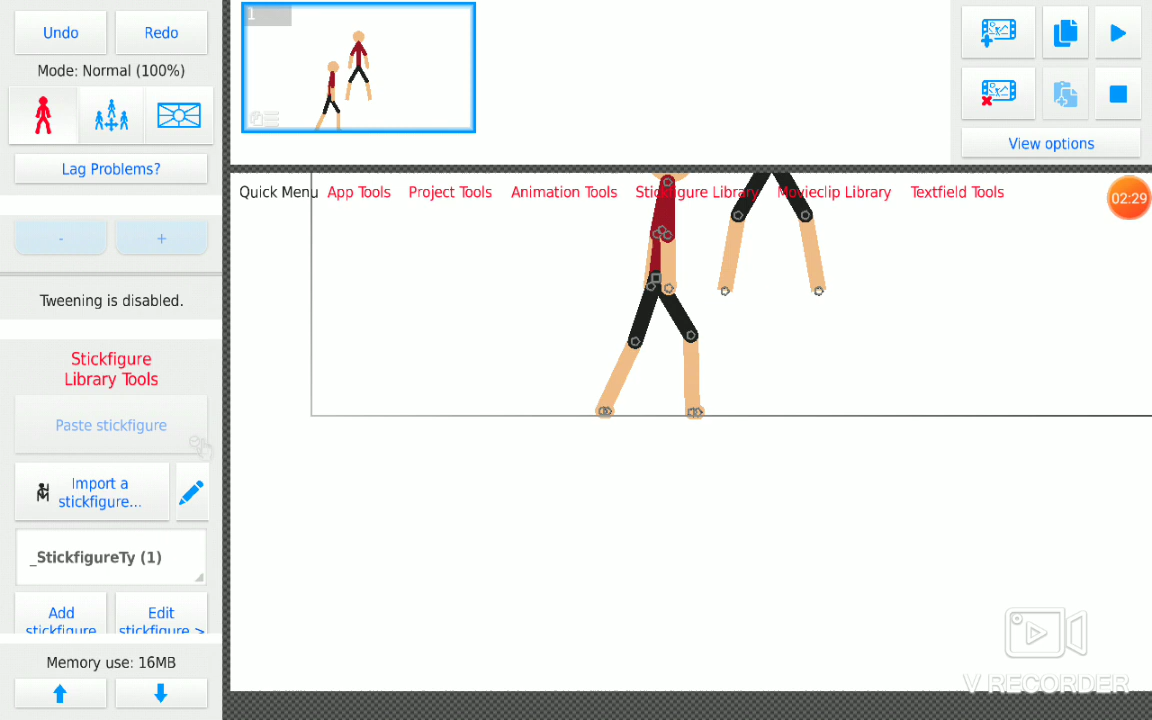 Undo
Redo
Mode: Normal (100%)
Lag Problems?
-
+
Tweening is disabled.
Stickfigure
Library Tools
Paste stickfigure
Import a
stickfigure...
_StickfigureTy (1)
Add
stickfigure
Edit
stickfigure >
Memory use: 16MB
1
View options
Quick Menu App Tools Project Tools Animation Tools Stickfigure Library Movieclip Library Textfield Tools
02:29
V RECORDER